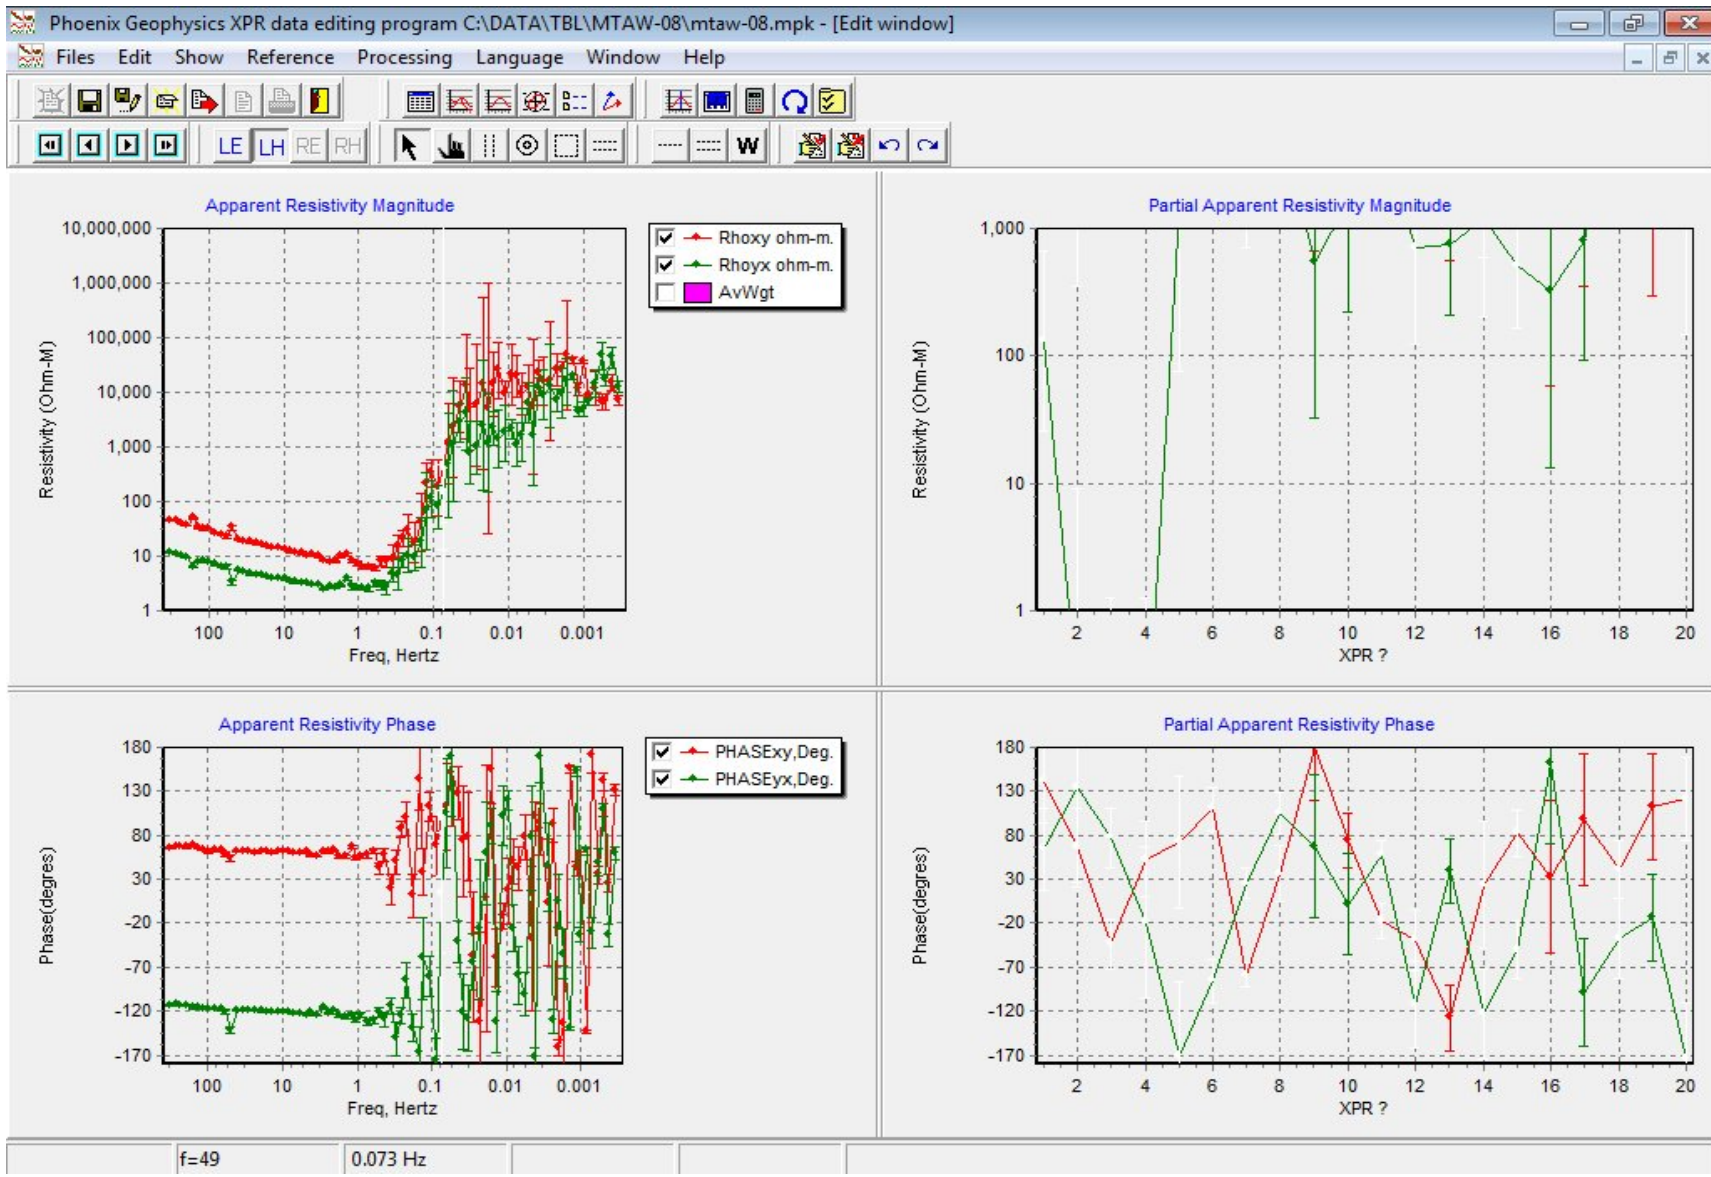 Phoenix Geophysics XPR data editing program C:\DATA\TBL\MTAW-08\mtaw-08.mpk - [Edit window]
Files Edit Show Reference Processing Language Window Help
LE LH RE RH W
Apparent Resistivity Magnitude
10,000,000
1,000,000
100,000
10,000
1,000
100
10
1
Resistivity (Ohm-M)
100 10 1 0.1 0.01 0.001
Freq, Hertz
Rhoxy ohm-m.
Rhoyx ohm-m.
AvWgt
Partial Apparent Resistivity Magnitude
1,000
100
10
1
Resistivity (Ohm-M)
2 4 6 8 10 12 14 16 18 20
XPR ?
Apparent Resistivity Phase
180
130
80
30
-20
-70
-120
-170
Phase(degres)
100 10 1 0.1 0.01 0.001
Freq, Hertz
PHASExy,Deg.
PHASEyx,Deg.
Partial Apparent Resistivity Phase
180
130
80
30
-20
-70
-120
-170
Phase(degres)
2 4 6 8 10 12 14 16 18 20
XPR ?
f=49 0.073 Hz